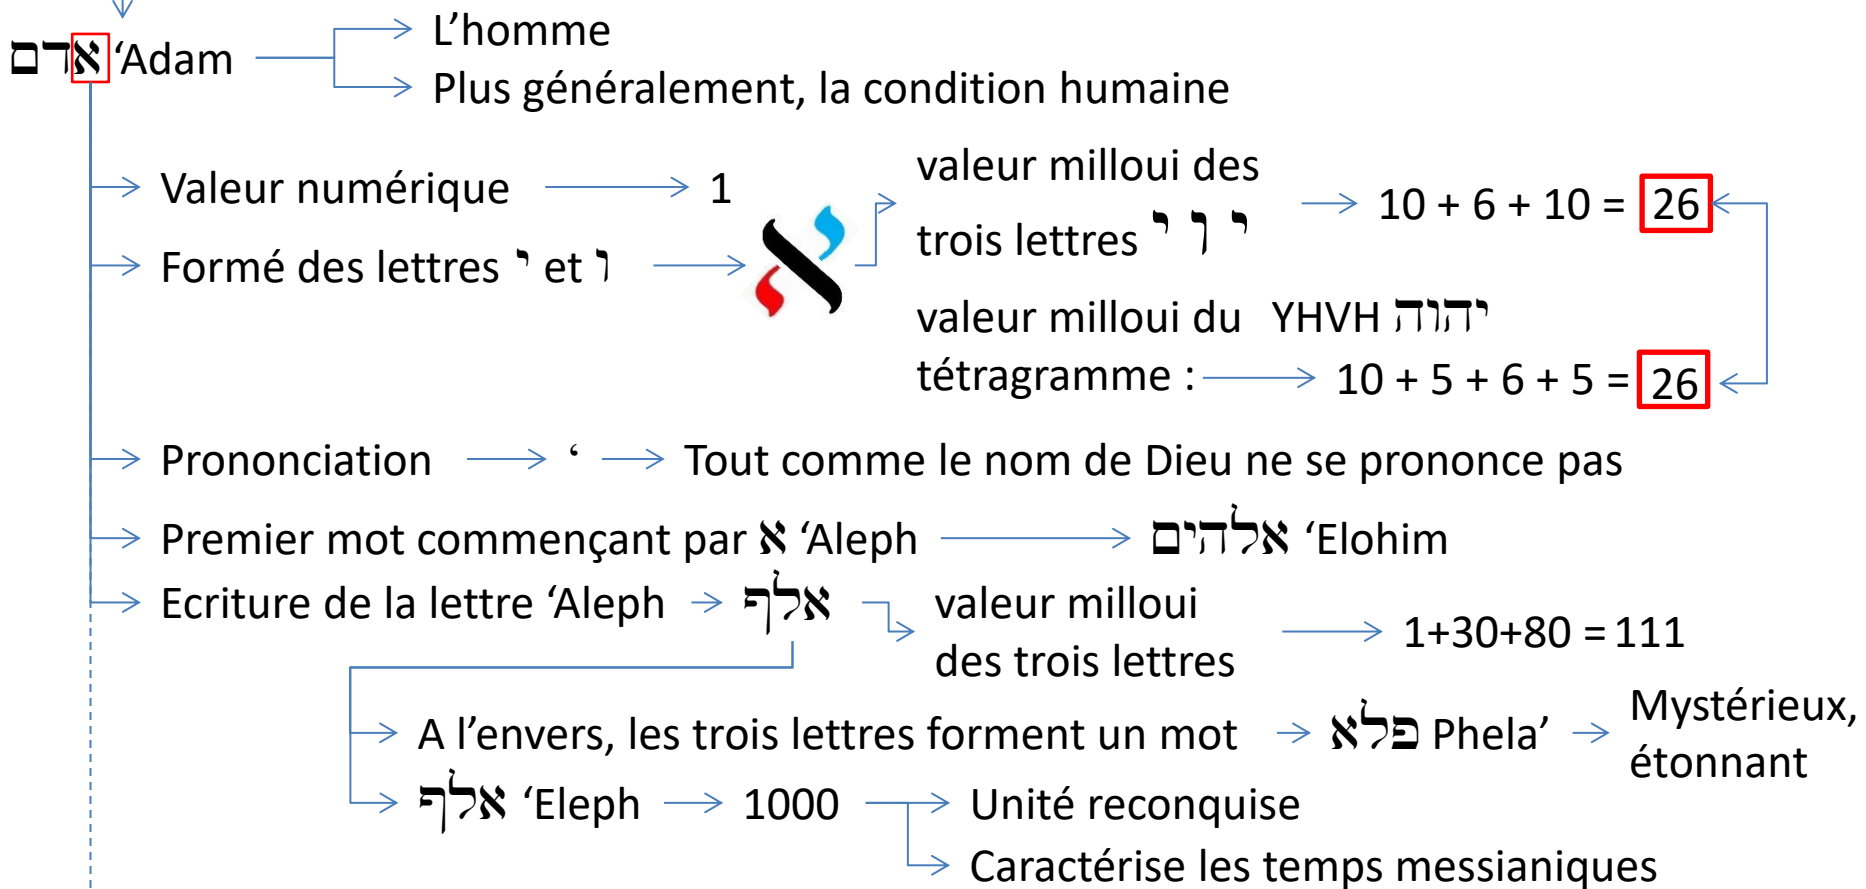 אדם ‘Adam
L’homme
Plus généralement, la condition humaine
Valeur numérique
1
Formé des lettres י et ו
א
valeur milloui des
trois lettres י ו י
10 + 6 + 10 = 26
valeur milloui du YHVH יהוה
tétragramme :
10 + 5 + 6 + 5 = 26
Prononciation
‘
Tout comme le nom de Dieu ne se prononce pas
Premier mot commençant par א ‘Aleph
אלהים ‘Elohim
Ecriture de la lettre ‘Aleph
אלף
valeur milloui
des trois lettres
1+30+80 = 111
A l’envers, les trois lettres forment un mot
פלא Phela’
Mystérieux,
étonnant
אלף ‘Eleph
1000
Unité reconquise
Caractérise les temps messianiques